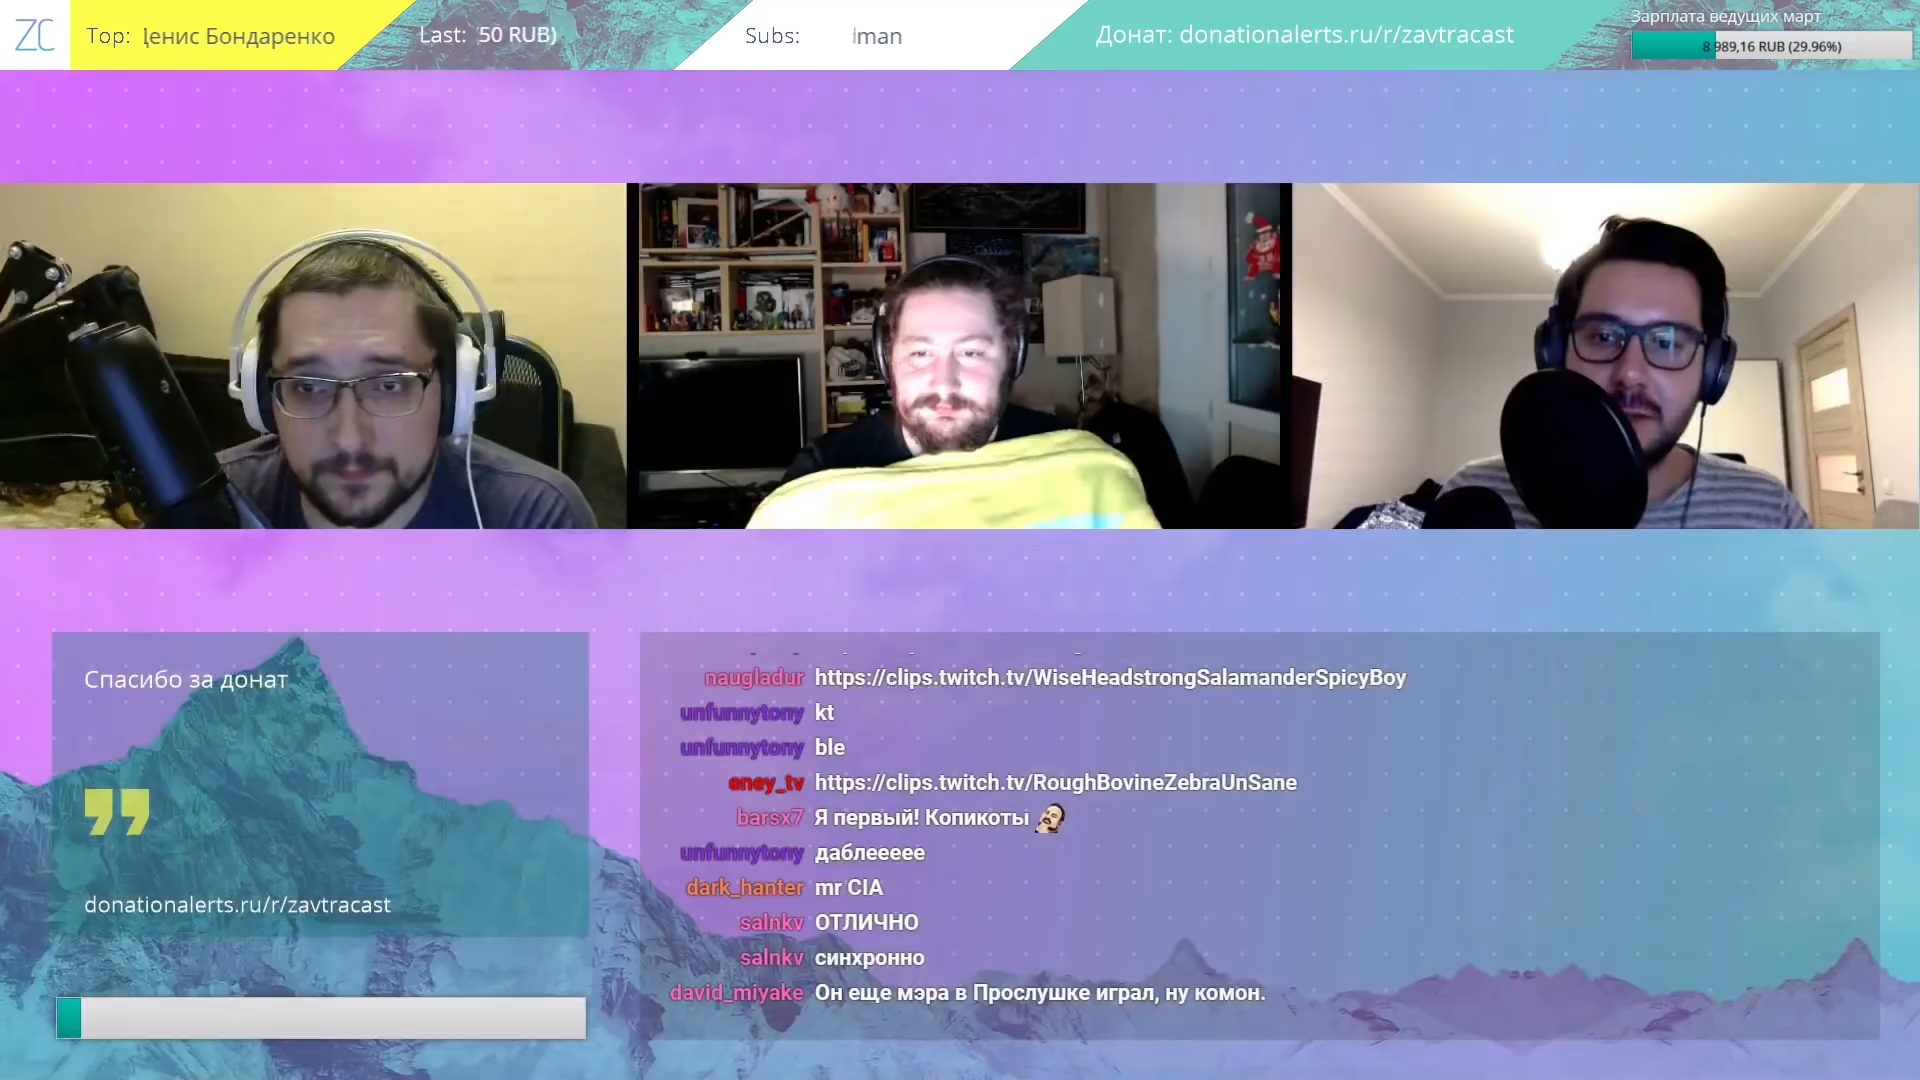 ZC
Top: Денис Бондаренко
Last: 50 RUB)
Subs: lman
Донат: donationalerts.ru/r/zavtracast
Зарплата ведущих март
8 989,16 RUB (29.96%)
Спасибо за донат
donationalerts.ru/r/zavtracast
naugladur https://clips.twitch.tv/WiseHeadstrongSalamanderSpicyBoy
unfunnytony kt
unfunnytony ble
eney_tv https://clips.twitch.tv/RoughBovineZebraUnSane
barsx7 Я первый! Копикоты
unfunnytony даблеееее
dark_hanter mr CIA
salnkv ОТЛИЧНО
salnkv синхронно
david_miyake Он еще мэра в Прослушке играл, ну комон.